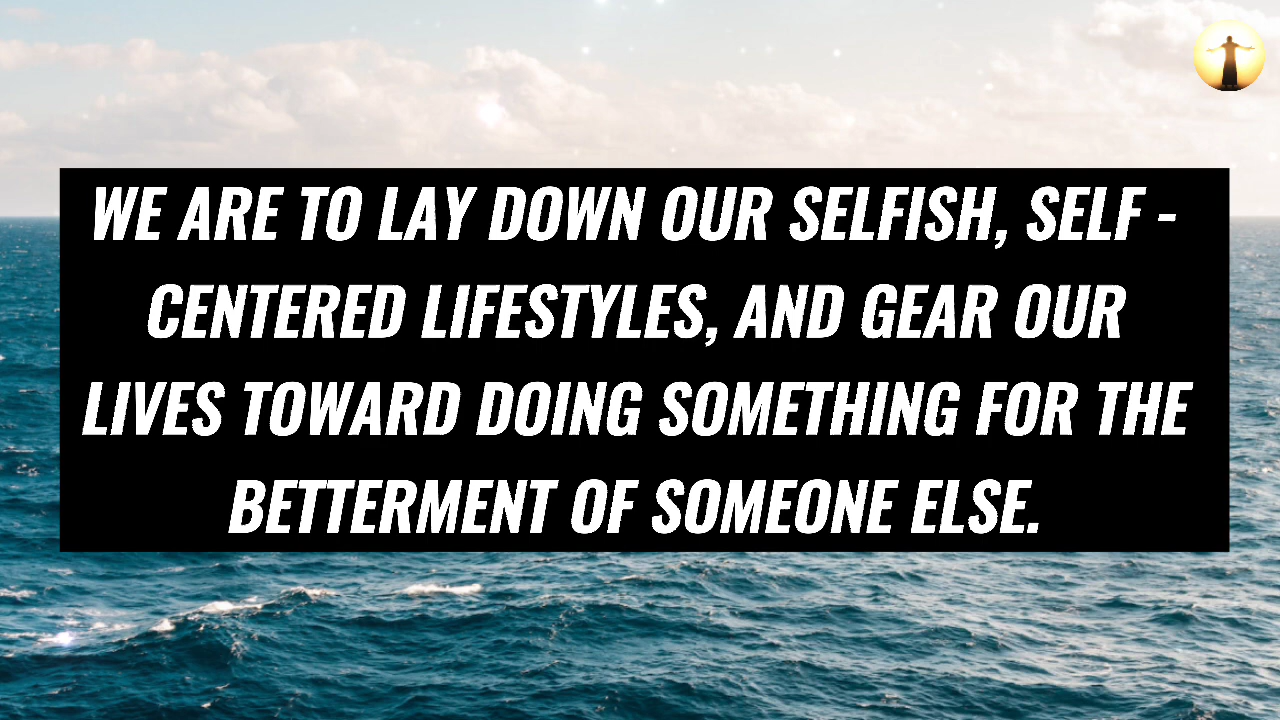 WE ARE TO LAY DOWN OUR SELFISH, SELF -
CENTERED LIFESTYLES, AND GEAR OUR
LIVES TOWARD DOING SOMETHING FOR THE
BETTERMENT OF SOMEONE ELSE.